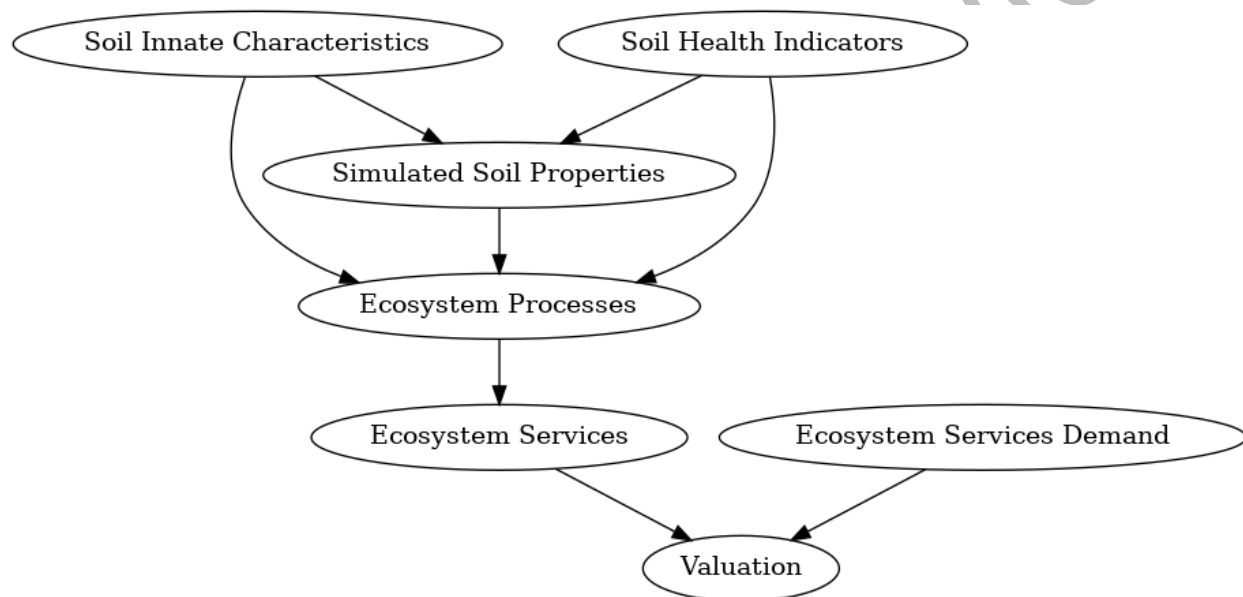 Soil Innate Characteristics
Soil Health Indicators
Simulated Soil Properties
Ecosystem Processes
Ecosystem Services
Ecosystem Services Demand
Valuation